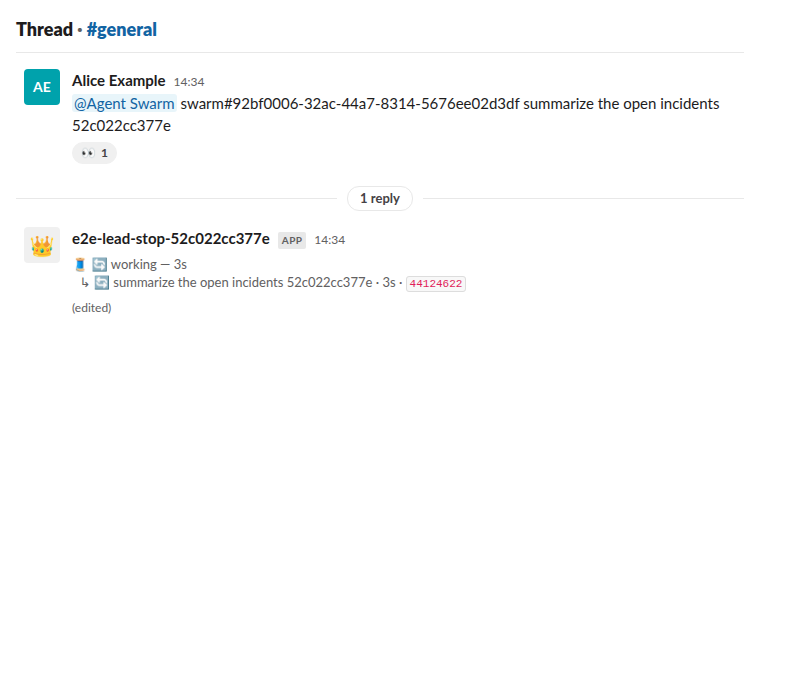 Thread • #general
AE
Alice Example 14:34
@Agent Swarm swarm#92bf0006-32ac-44a7-8314-5676ee02d3df summarize the open incidents
52c022cc377e
👀 1
1 reply
e2e-lead-stop-52c022cc377e APP 14:34
🧵 🔄 working — 3s
↳ 🔄 summarize the open incidents 52c022cc377e · 3s · 44124622
(edited)